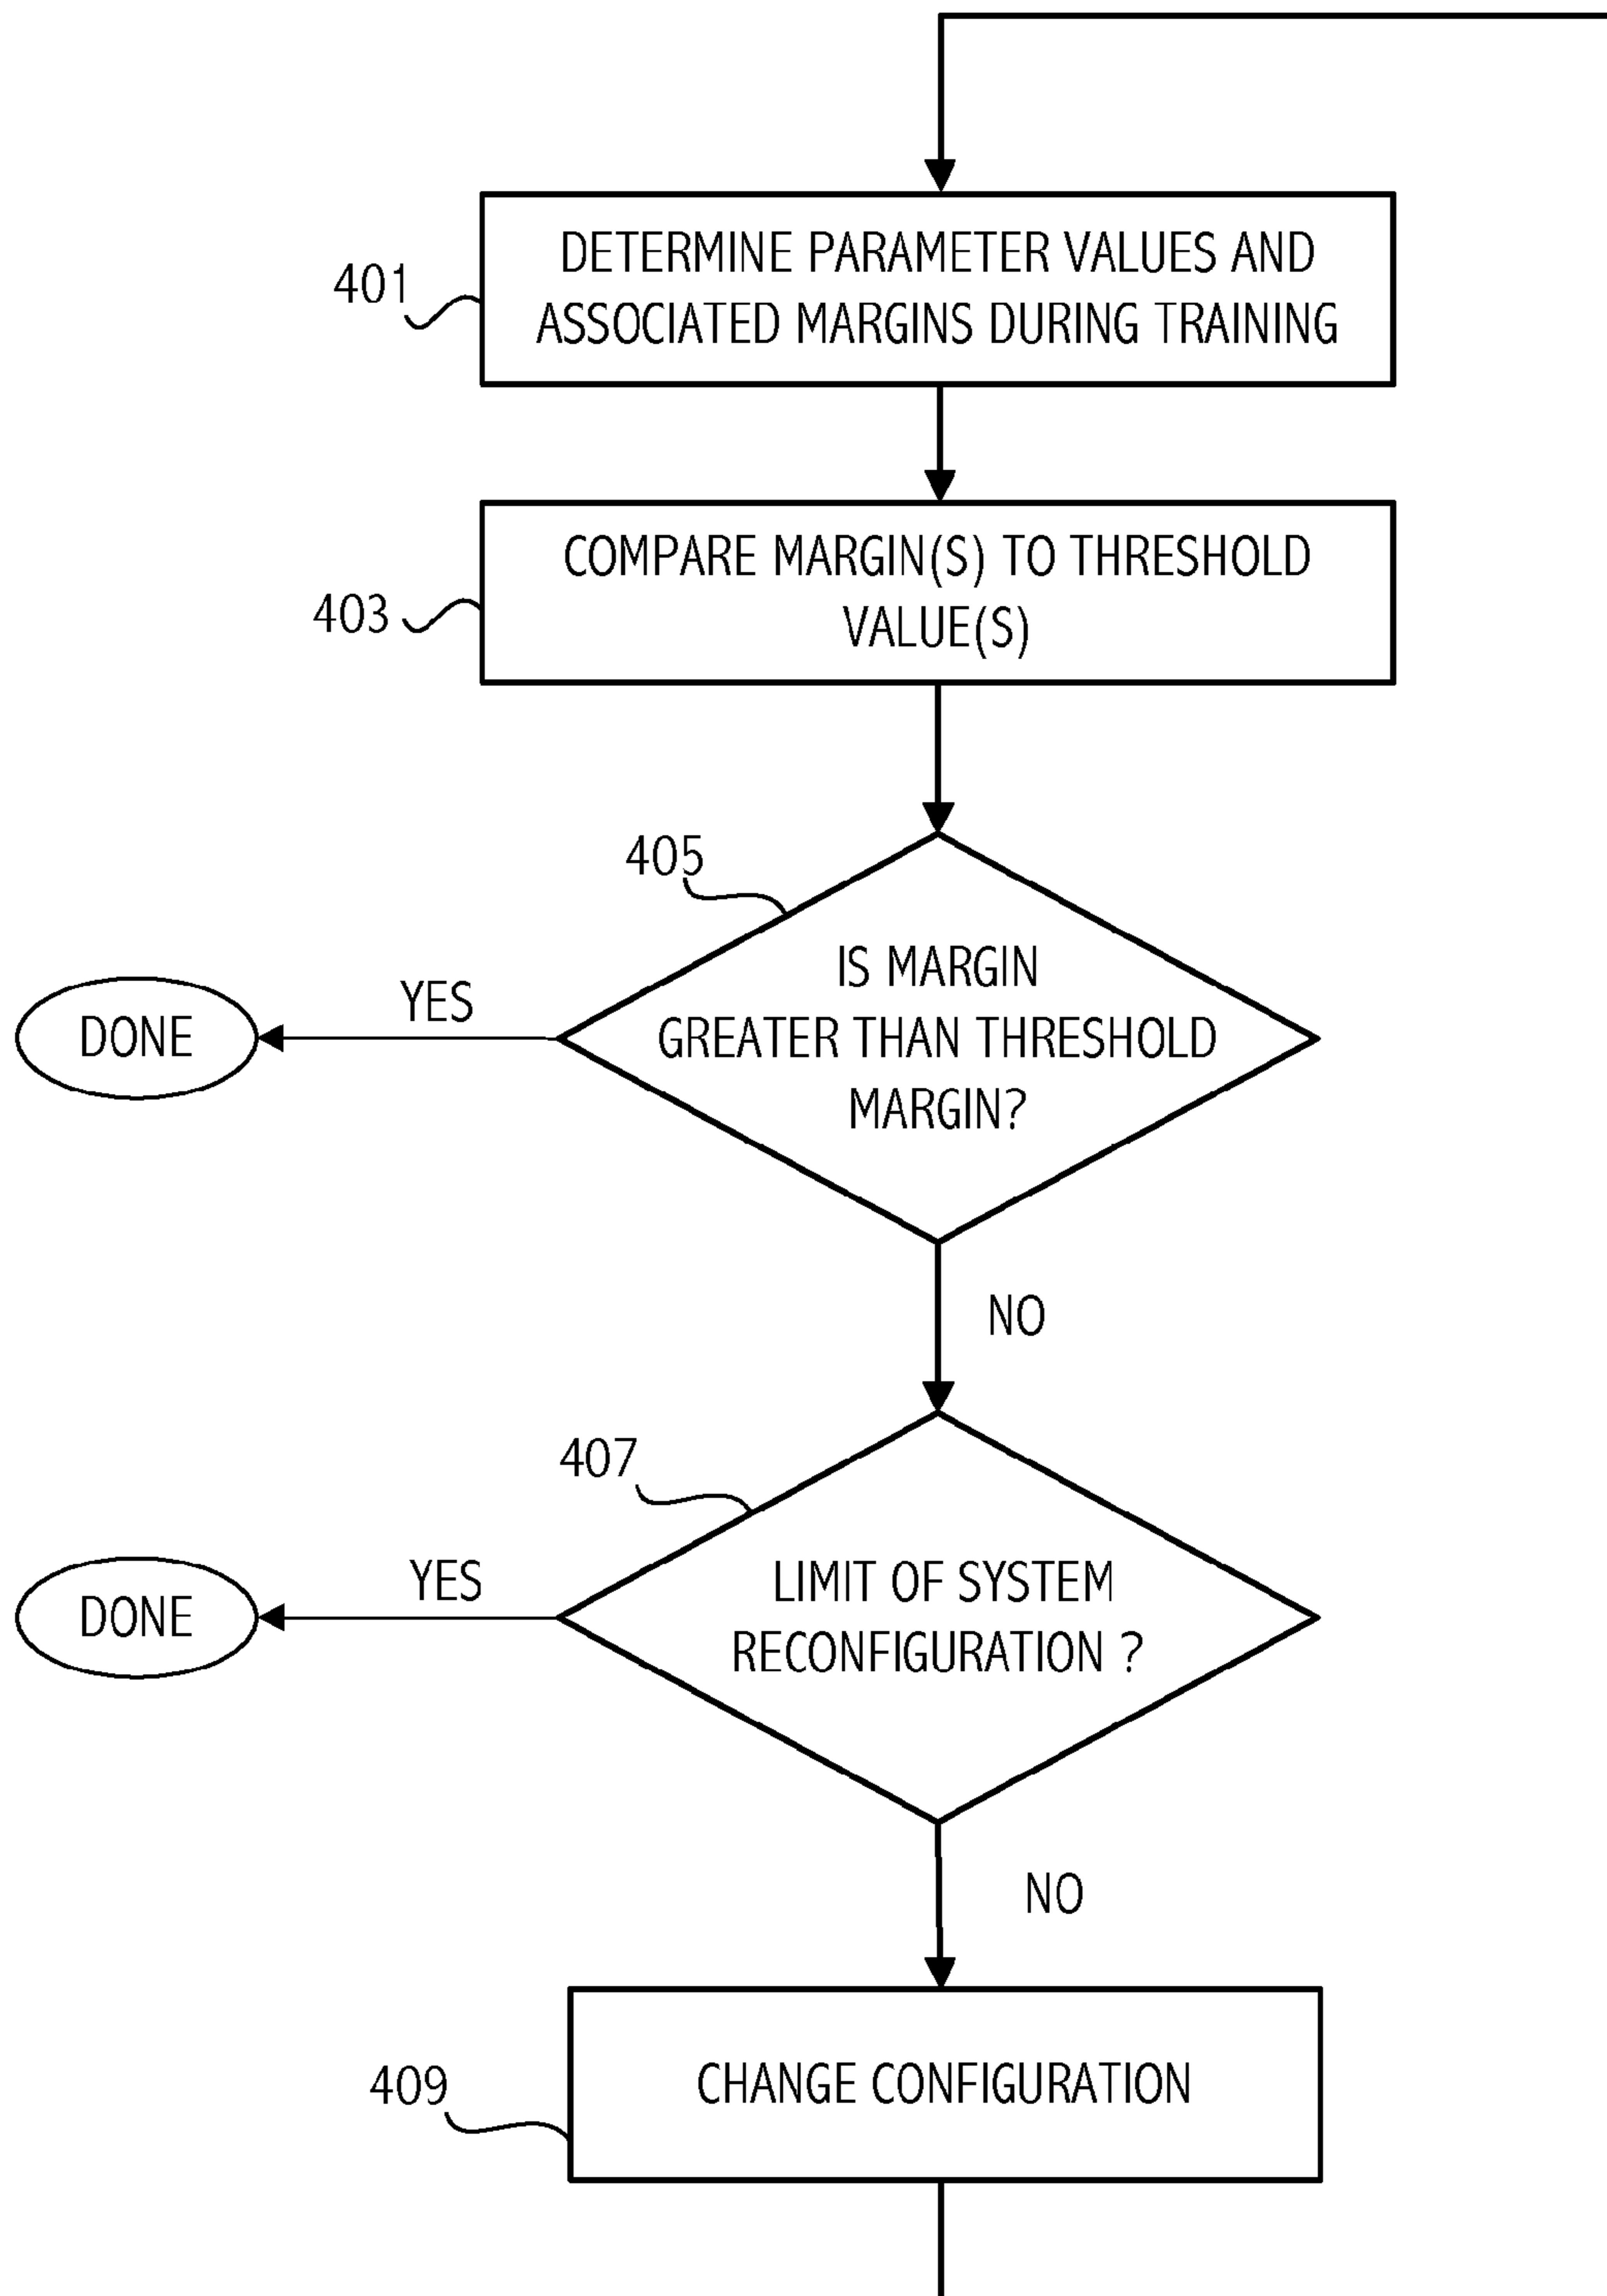 401
DETERMINE PARAMETER VALUES AND
ASSOCIATED MARGINS DURING TRAINING
403
COMPARE MARGIN(S) TO THRESHOLD
VALUE(S)
405
IS MARGIN
GREATER THAN THRESHOLD
MARGIN?
YES
DONE
NO
407
LIMIT OF SYSTEM
RECONFIGURATION ?
YES
DONE
NO
409
CHANGE CONFIGURATION